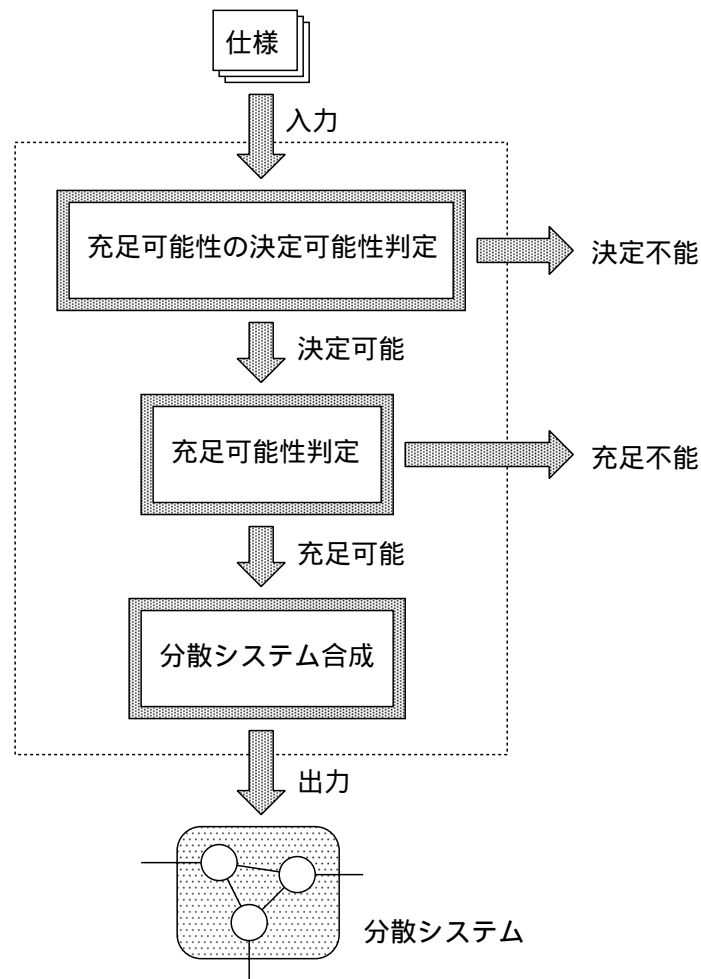 仕様
入力
充足可能性の決定可能性判定
決定不能
決定可能
充足可能性判定
充足不能
充足可能
分散システム合成
出力
分散システム